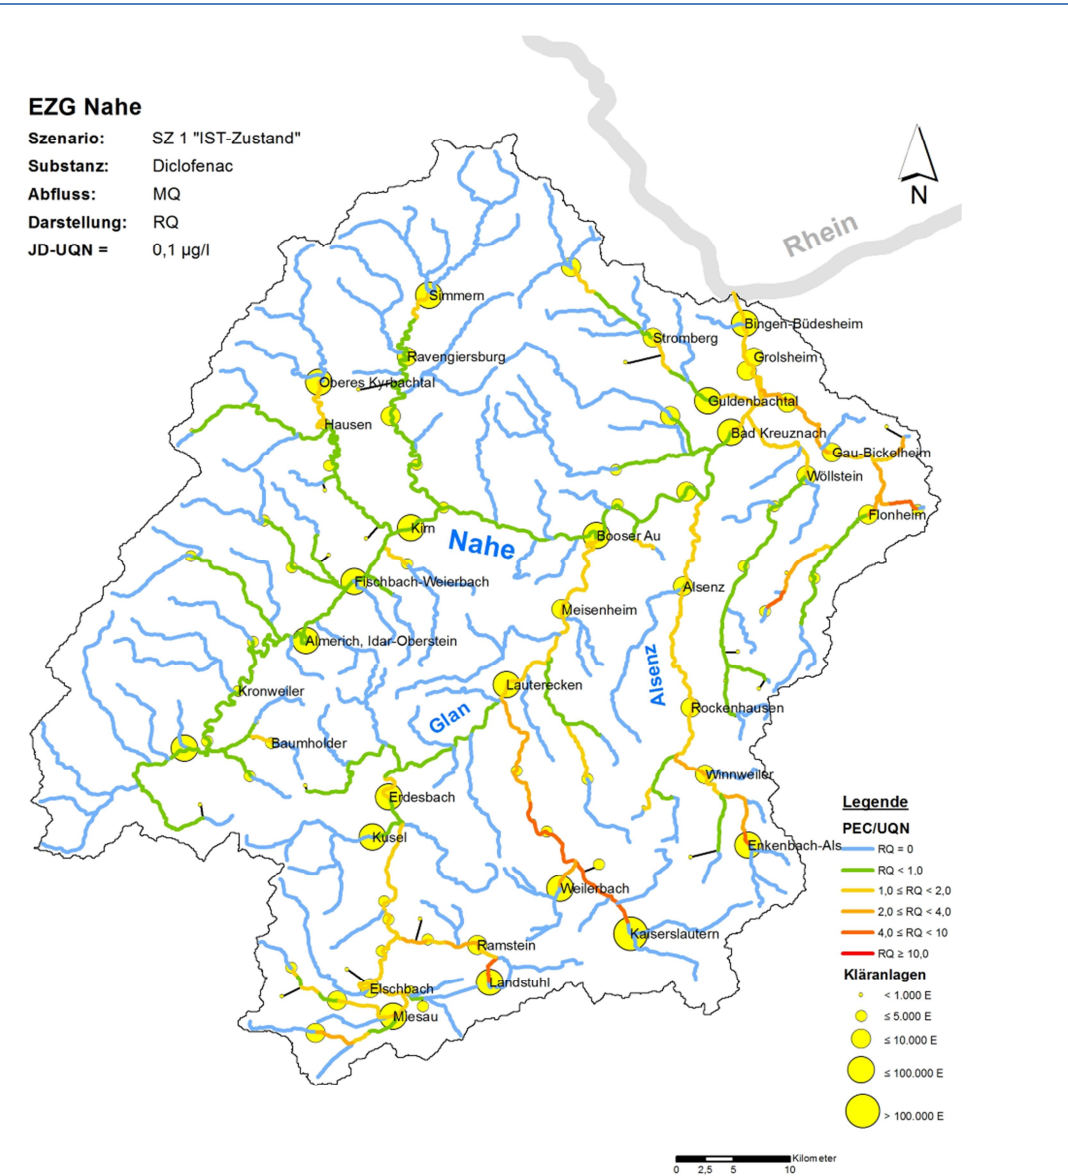 EZG Nahe
Szenario: SZ 1 "IST-Zustand"
Substanz: Diclofenac
Abfluss: MQ
Darstellung: RQ
JD-UQN = 0,1 µg/l
N
Rhein
Simmern
Bingen-Büdesheim
Stromberg
Ravengiersburg
Grolsheim
Oberes Kyrbachtal
Guldenbachtal
Hausen
Bad Kreuznach
Gau-Bickelheim
Wöllstein
Flonheim
Kirn
Nahe
Booser Au
Fischbach-Weierbach
Alsenz
Meisenheim
Almerich, Idar-Oberstein
Alsenz
Lauterecken
Kronweiler
Glan
Rockenhausen
Baumholder
Winnweiler
Erdesbach
Kusel
Enkenbach-Als
Weilerbach
Kaiserslautern
Ramstein
Landstuhl
Elschbach
Miesau
Legende
PEC/UQN
RQ = 0
RQ < 1,0
1,0 ≤ RQ < 2,0
2,0 ≤ RQ < 4,0
4,0 ≤ RQ < 10
RQ ≥ 10,0
Kläranlagen
< 1.000 E
≤ 5.000 E
≤ 10.000 E
≤ 100.000 E
> 100.000 E
Kilometer
0 2,5 5 10